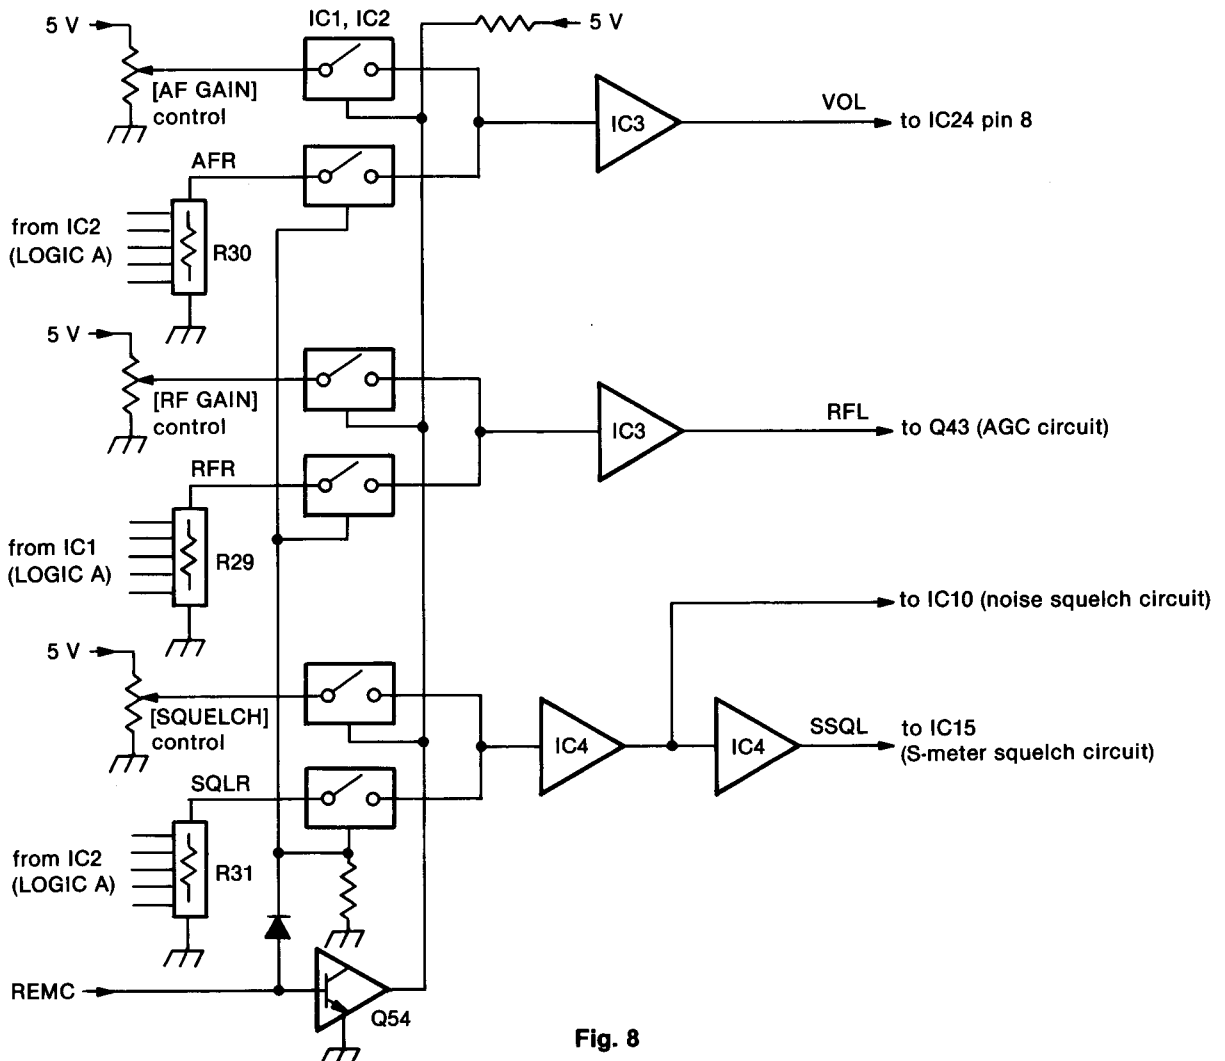 5 V
IC1, IC2
5 V
[AF GAIN]
control
IC3
VOL
to IC24 pin 8
AFR
from IC2
(LOGIC A)
R30
5 V
[RF GAIN]
control
IC3
RFL
to Q43 (AGC circuit)
RFR
from IC1
(LOGIC A)
R29
to IC10 (noise squelch circuit)
5 V
[SQUELCH]
control
IC4
IC4
SSQL
to IC15
(S-meter squelch circuit)
SQLR
from IC2
(LOGIC A)
R31
REMC
Q54
Fig. 8